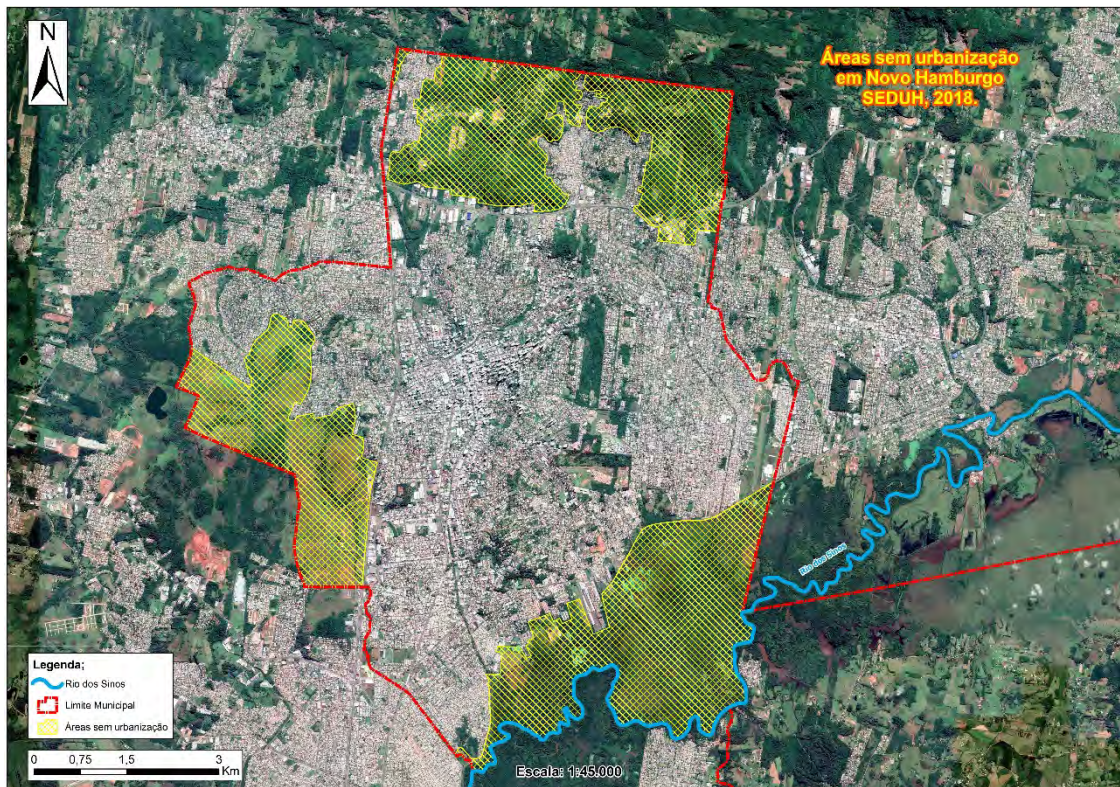 N
Áreas sem urbanização
em Novo Hamburgo
SEDUH, 2018.
Rio dos Sinos
Legenda;
Rio dos Sinos
Limite Municipal
Áreas sem urbanização
0 0,75 1,5 3
Km
Escala: 1:45.000